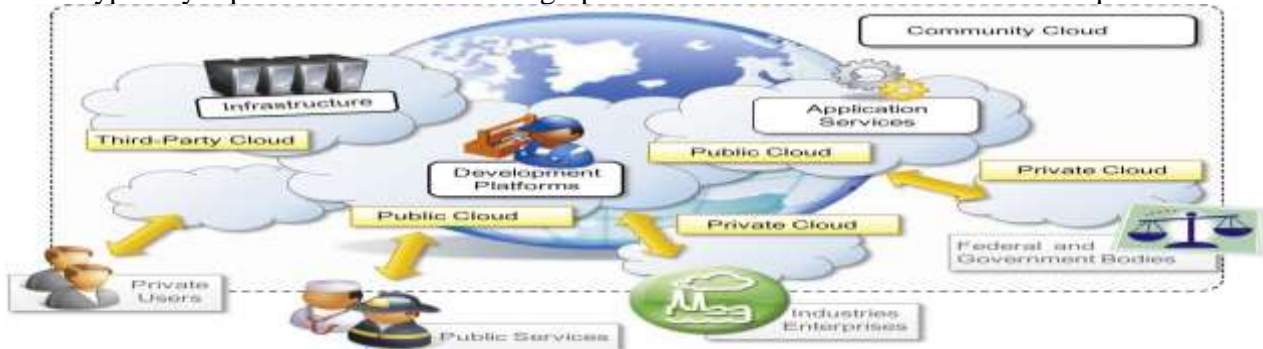 Community Cloud
Infrastructure
Application
Services
Third-Party Cloud
Public Cloud
Development
Platforms
Private Cloud
Public Cloud
Private Cloud
Federal and
Government Bodies
Private
Users
Industries
Enterprises
Public Services